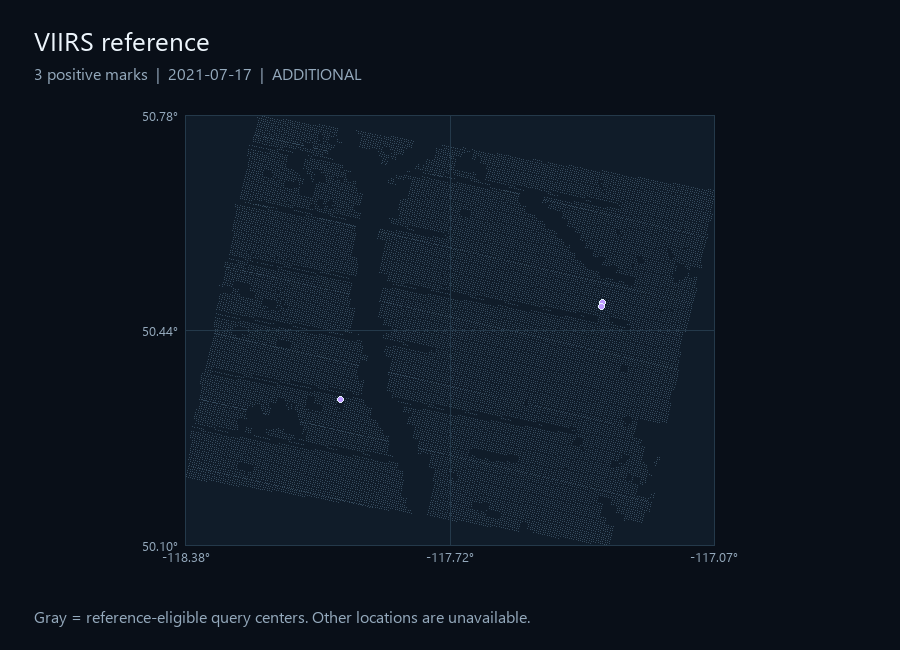 VIIRS reference
3 positive marks | 2021-07-17 | ADDITIONAL
50.78°
50.44°
50.10°
-118.38°
-117.72°
-117.07°
Gray = reference-eligible query centers. Other locations are unavailable.